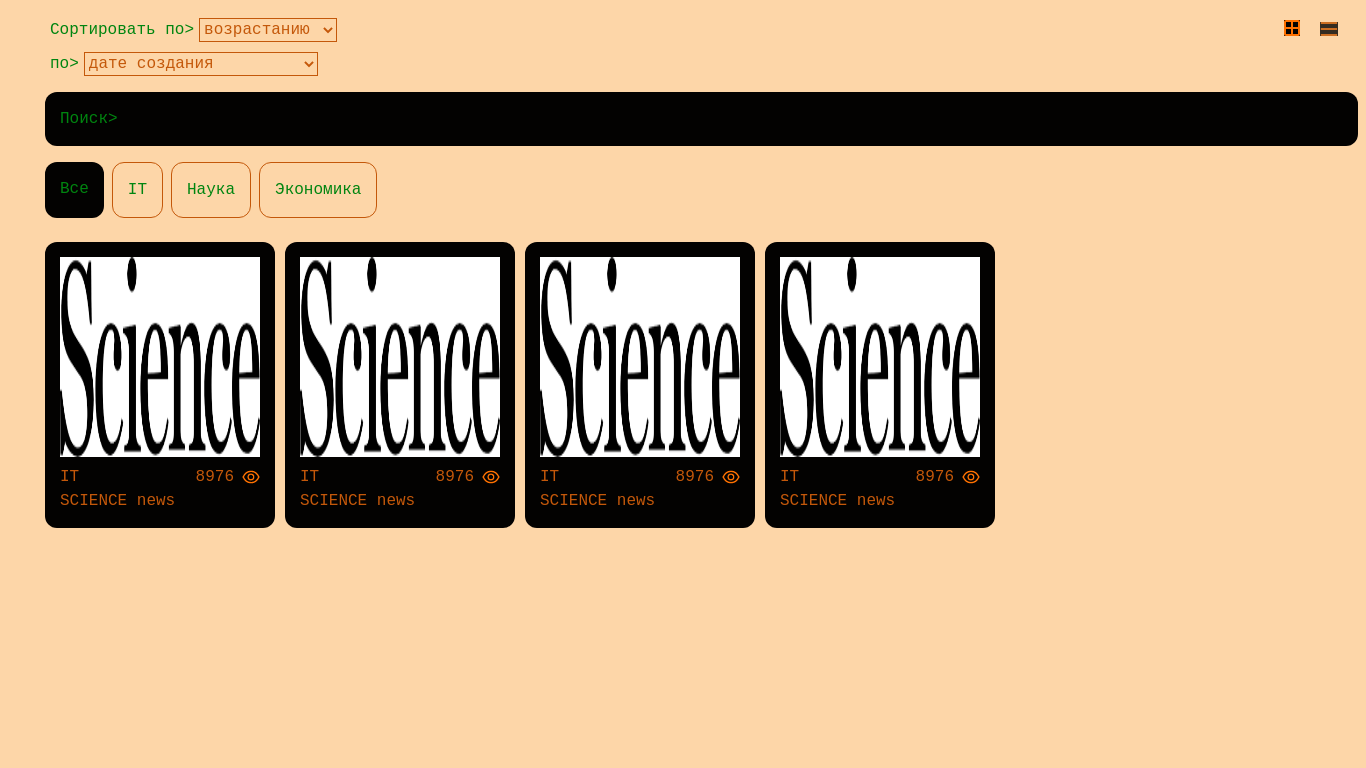 Сортировать по> возрастанию
по> дате создания
Поиск>
Все IT Наука Экономика
Science Science Science Science
IT 8976 IT 8976 IT 8976 IT 8976
SCIENCE news SCIENCE news SCIENCE news SCIENCE news